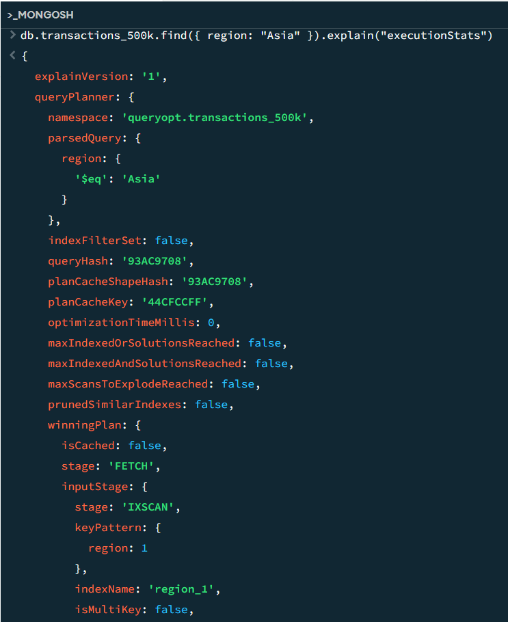 >_MONGOSH
> db.transactions_500k.find({ region: "Asia" }).explain("executionStats")
< {
explainVersion: '1',
queryPlanner: {
namespace: 'queryopt.transactions_500k',
parsedQuery: {
region: {
'$eq': 'Asia'
}
},
indexFilterSet: false,
queryHash: '93AC9708',
planCacheShapeHash: '93AC9708',
planCacheKey: '44CFCCFF',
optimizationTimeMillis: 0,
maxIndexedOrSolutionsReached: false,
maxIndexedAndSolutionsReached: false,
maxScansToExplodeReached: false,
prunedSimilarIndexes: false,
winningPlan: {
isCached: false,
stage: 'FETCH',
inputStage: {
stage: 'IXSCAN',
keyPattern: {
region: 1
},
indexName: 'region_1',
isMultiKey: false,